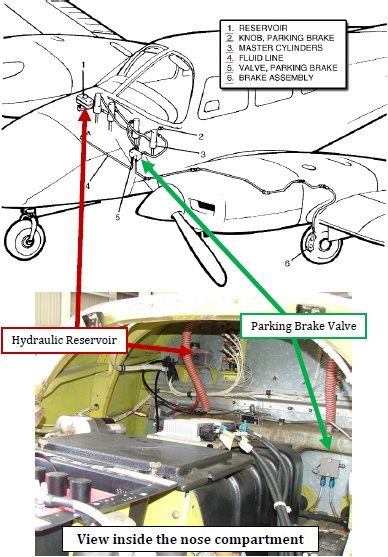 1. RESERVOIR
2. KNOB, PARKING BRAKE
3. MASTER CYLINDERS
4. FLUID LINE
5. VALVE, PARKING BRAKE
6. BRAKE ASSEMBLY
1
2
3
4
5
6
A
Hydraulic Reservoir
Parking Brake Valve
View inside the nose compartment